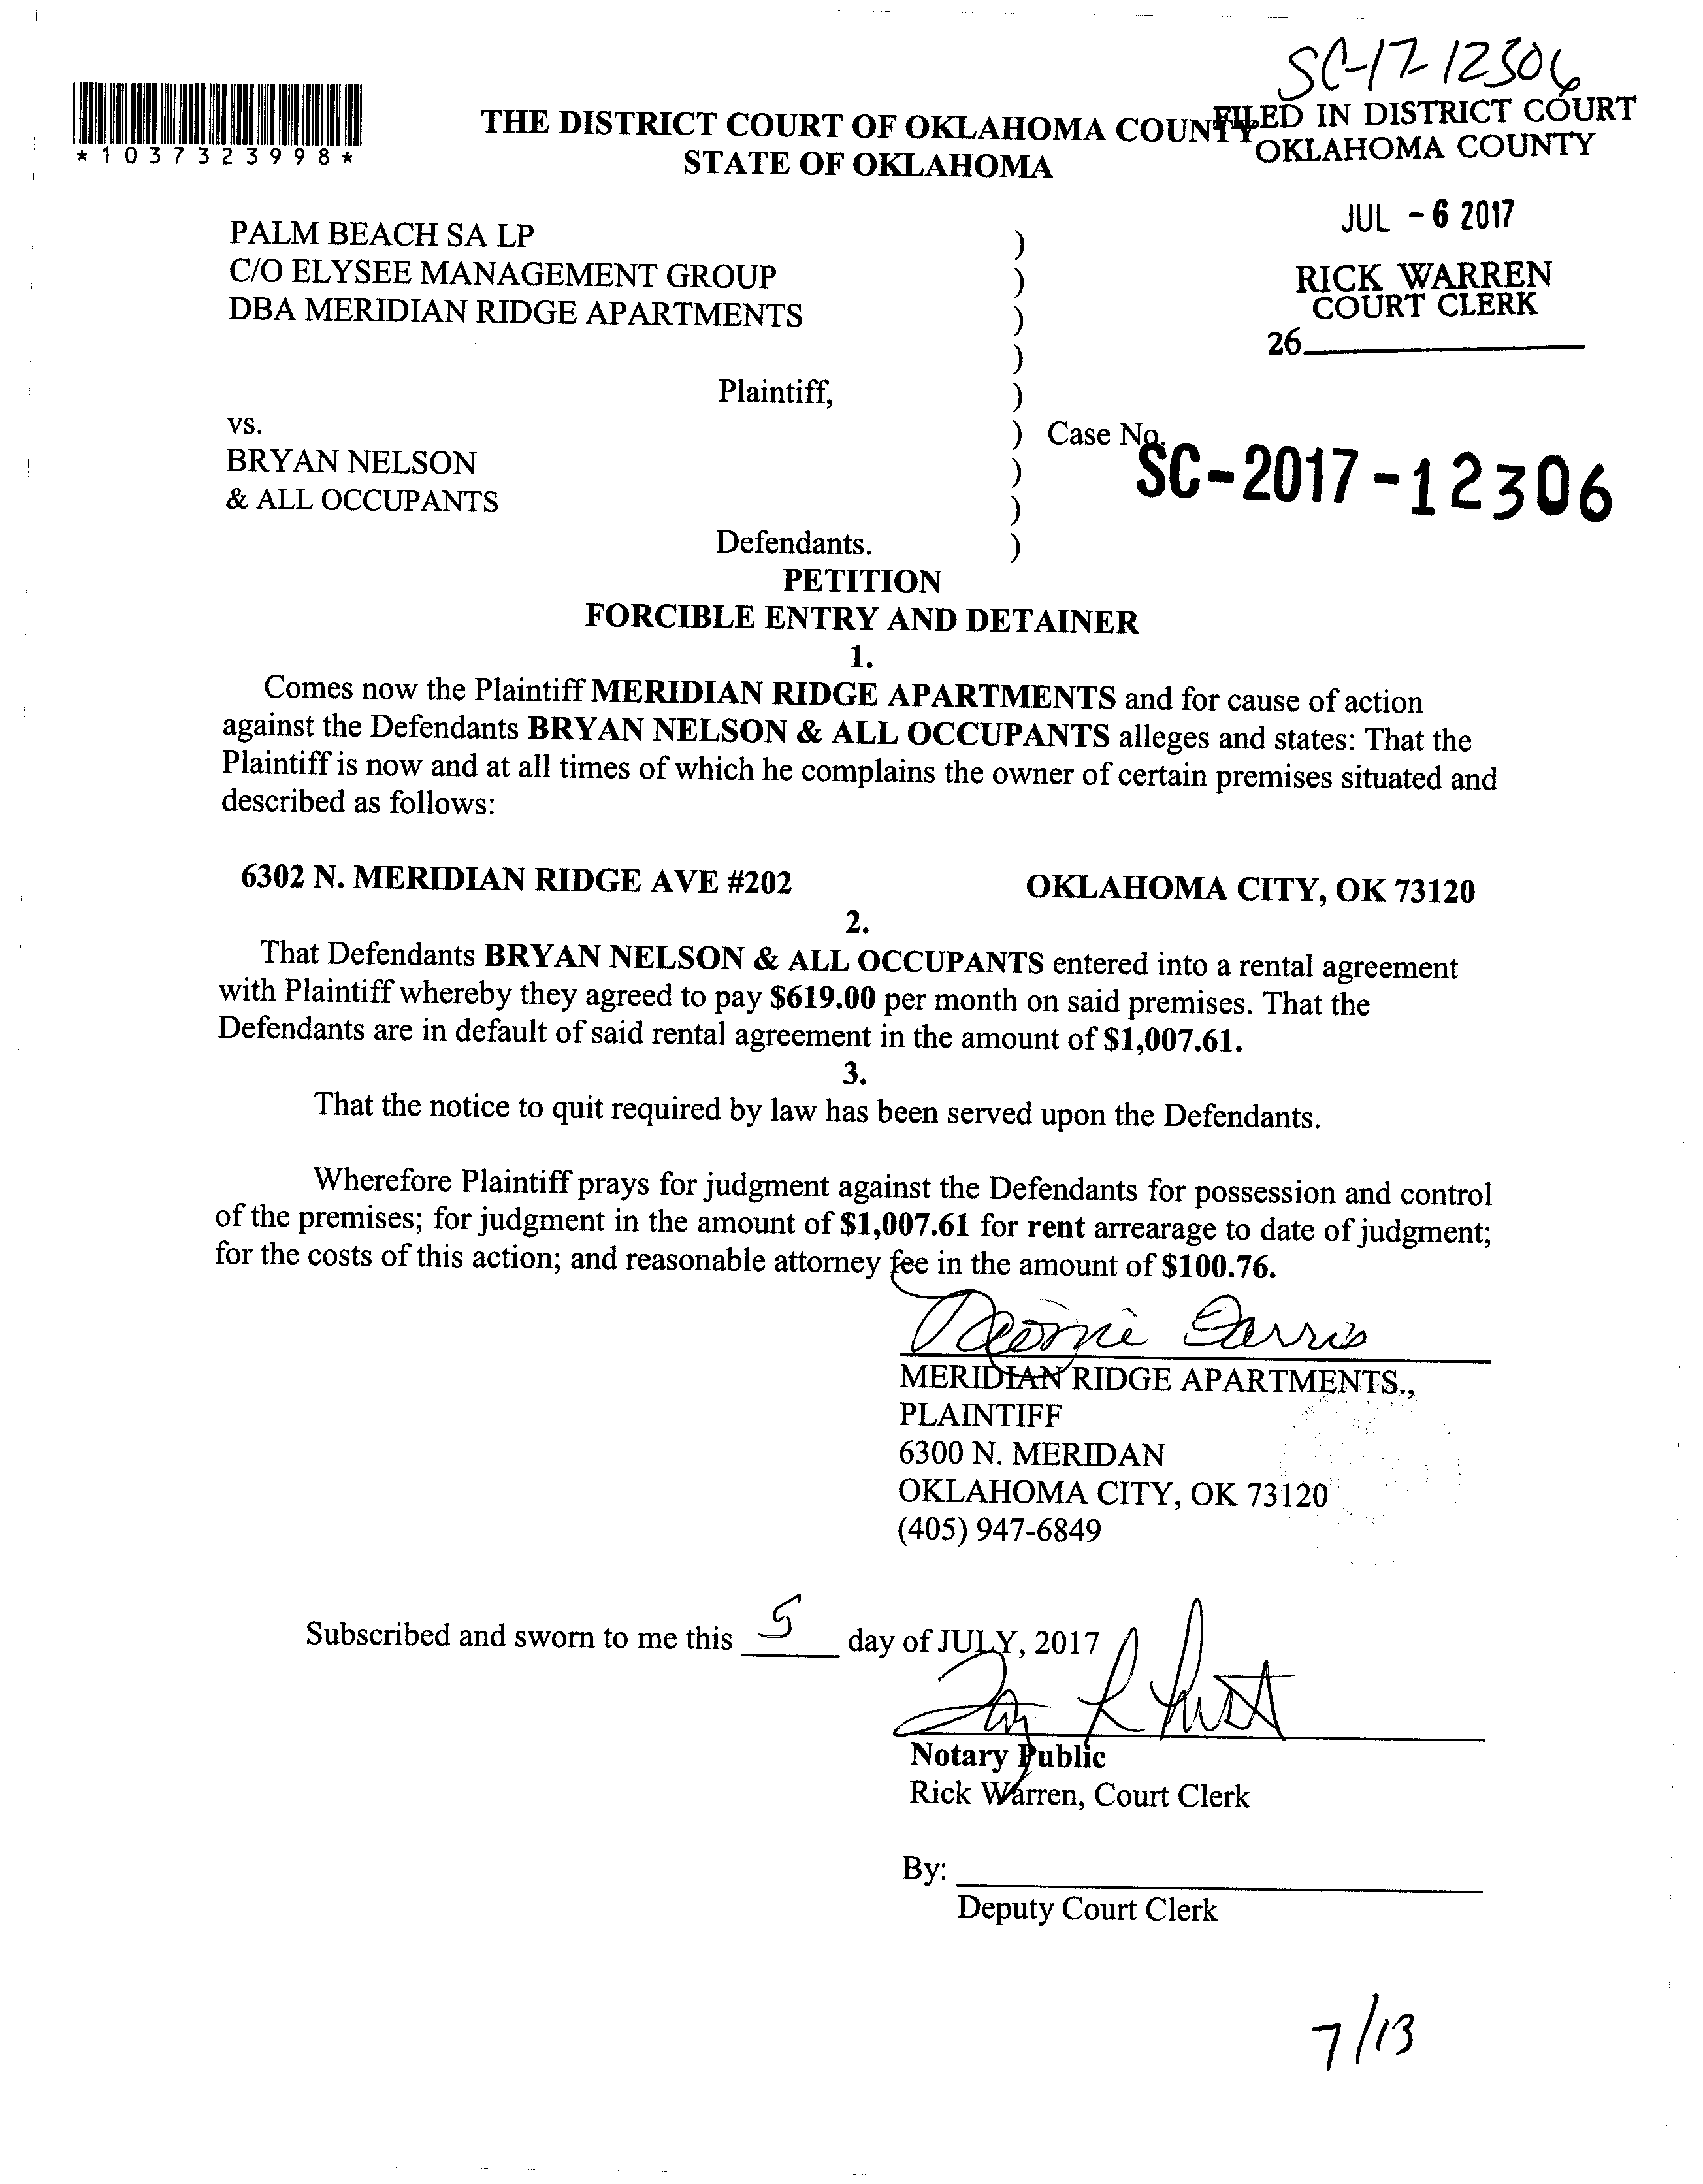 SC-17-12306
*1037323998*
THE DISTRICT COURT OF OKLAHOMA COUNTY
STATE OF OKLAHOMA
FILED IN DISTRICT COURT
OKLAHOMA COUNTY
JUL - 6 2017
RICK WARREN
COURT CLERK
26
PALM BEACH SA LP )
C/O ELYSEE MANAGEMENT GROUP )
DBA MERIDIAN RIDGE APARTMENTS )
)
Plaintiff, )
vs. ) Case No.
SC-2017-12306
BRYAN NELSON )
& ALL OCCUPANTS )
Defendants. )
PETITION
FORCIBLE ENTRY AND DETAINER
1.
Comes now the Plaintiff MERIDIAN RIDGE APARTMENTS and for cause of action
against the Defendants BRYAN NELSON & ALL OCCUPANTS alleges and states: That the
Plaintiff is now and at all times of which he complains the owner of certain premises situated and
described as follows:
6302 N. MERIDIAN RIDGE AVE #202 OKLAHOMA CITY, OK 73120
2.
That Defendants BRYAN NELSON & ALL OCCUPANTS entered into a rental agreement
with Plaintiff whereby they agreed to pay $619.00 per month on said premises. That the
Defendants are in default of said rental agreement in the amount of $1,007.61.
3.
That the notice to quit required by law has been served upon the Defendants.
Wherefore Plaintiff prays for judgment against the Defendants for possession and control
of the premises; for judgment in the amount of $1,007.61 for rent arrearage to date of judgment;
for the costs of this action; and reasonable attorney fee in the amount of $100.76.
MERIDIAN RIDGE APARTMENTS.,
PLAINTIFF
6300 N. MERIDAN
OKLAHOMA CITY, OK 73120
(405) 947-6849
Subscribed and sworn to me this 5 day of JULY, 2017
Notary Public
Rick Warren, Court Clerk
By:
Deputy Court Clerk
7/13